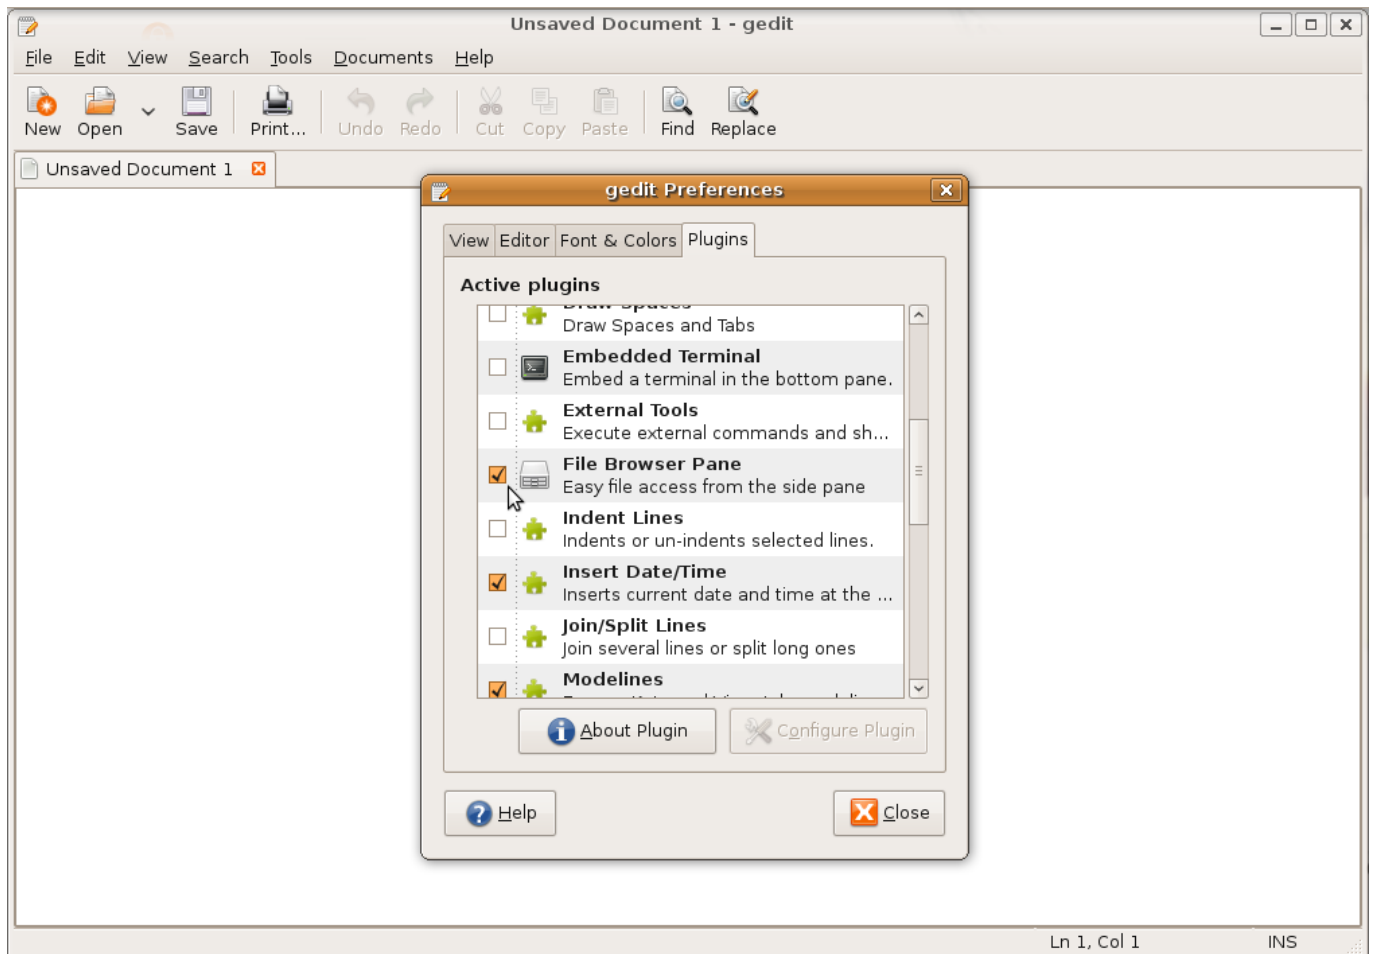 Unsaved Document 1 - gedit
File Edit View Search Tools Documents Help
New Open Save Print... Undo Redo Cut Copy Paste Find Replace
Unsaved Document 1
gedit Preferences
View Editor Font & Colors Plugins
Active plugins
Draw Spaces
Draw Spaces and Tabs
Embedded Terminal
Embed a terminal in the bottom pane.
External Tools
Execute external commands and sh...
File Browser Pane
Easy file access from the side pane
Indent Lines
Indents or un-indents selected lines.
Insert Date/Time
Inserts current date and time at the ...
Join/Split Lines
Join several lines or split long ones
Modelines
About Plugin Configure Plugin
Help Close
Ln 1, Col 1 INS